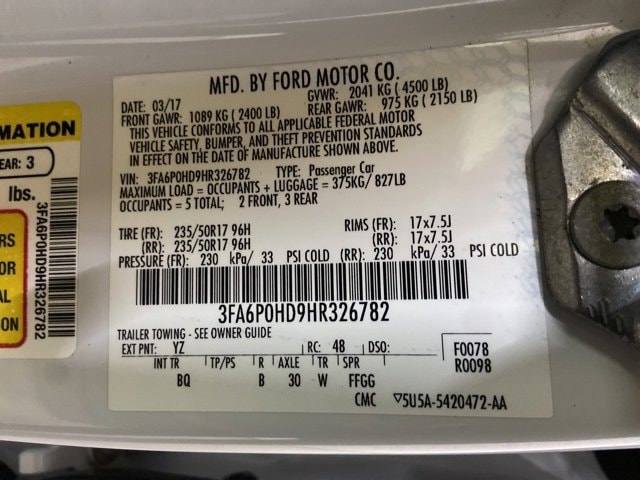 MFD. BY FORD MOTOR CO.
DATE: 03/17 GVWR: 2041 KG (4500 LB)
FRONT GAWR: 1089 KG (2400 LB) REAR GAWR: 975 KG (2150 LB)
THIS VEHICLE CONFORMS TO ALL APPLICABLE FEDERAL MOTOR
VEHICLE SAFETY, BUMPER, AND THEFT PREVENTION STANDARDS
IN EFFECT ON THE DATE OF MANUFACTURE SHOWN ABOVE.
VIN: 3FA6P0HD9HR326782 TYPE: Passenger Car
MAXIMUM LOAD = OCCUPANTS + LUGGAGE = 375KG/ 827LB
OCCUPANTS = 5 TOTAL; 2 FRONT, 3 REAR
TIRE (FR): 235/50R17 96H RIMS (FR): 17x7.5J
(RR): 235/50R17 96H (RR): 17x7.5J
PRESSURE (FR): 230 kPa/ 33 PSI COLD (RR): 230 kPa/ 33 PSI COLD
3FA6P0HD9HR326782
TRAILER TOWING - SEE OWNER GUIDE
EXT PNT: YZ RC: 48 DSO: F0078
INT TR TP/PS R AXLE TR SPR R0098
BQ B 30 W FFGG
CMC ▽5U5A-5420472-AA
MATION
EAR: 3
lbs.
RS
OR
AL
ON
3FA6P0HD9HR326782